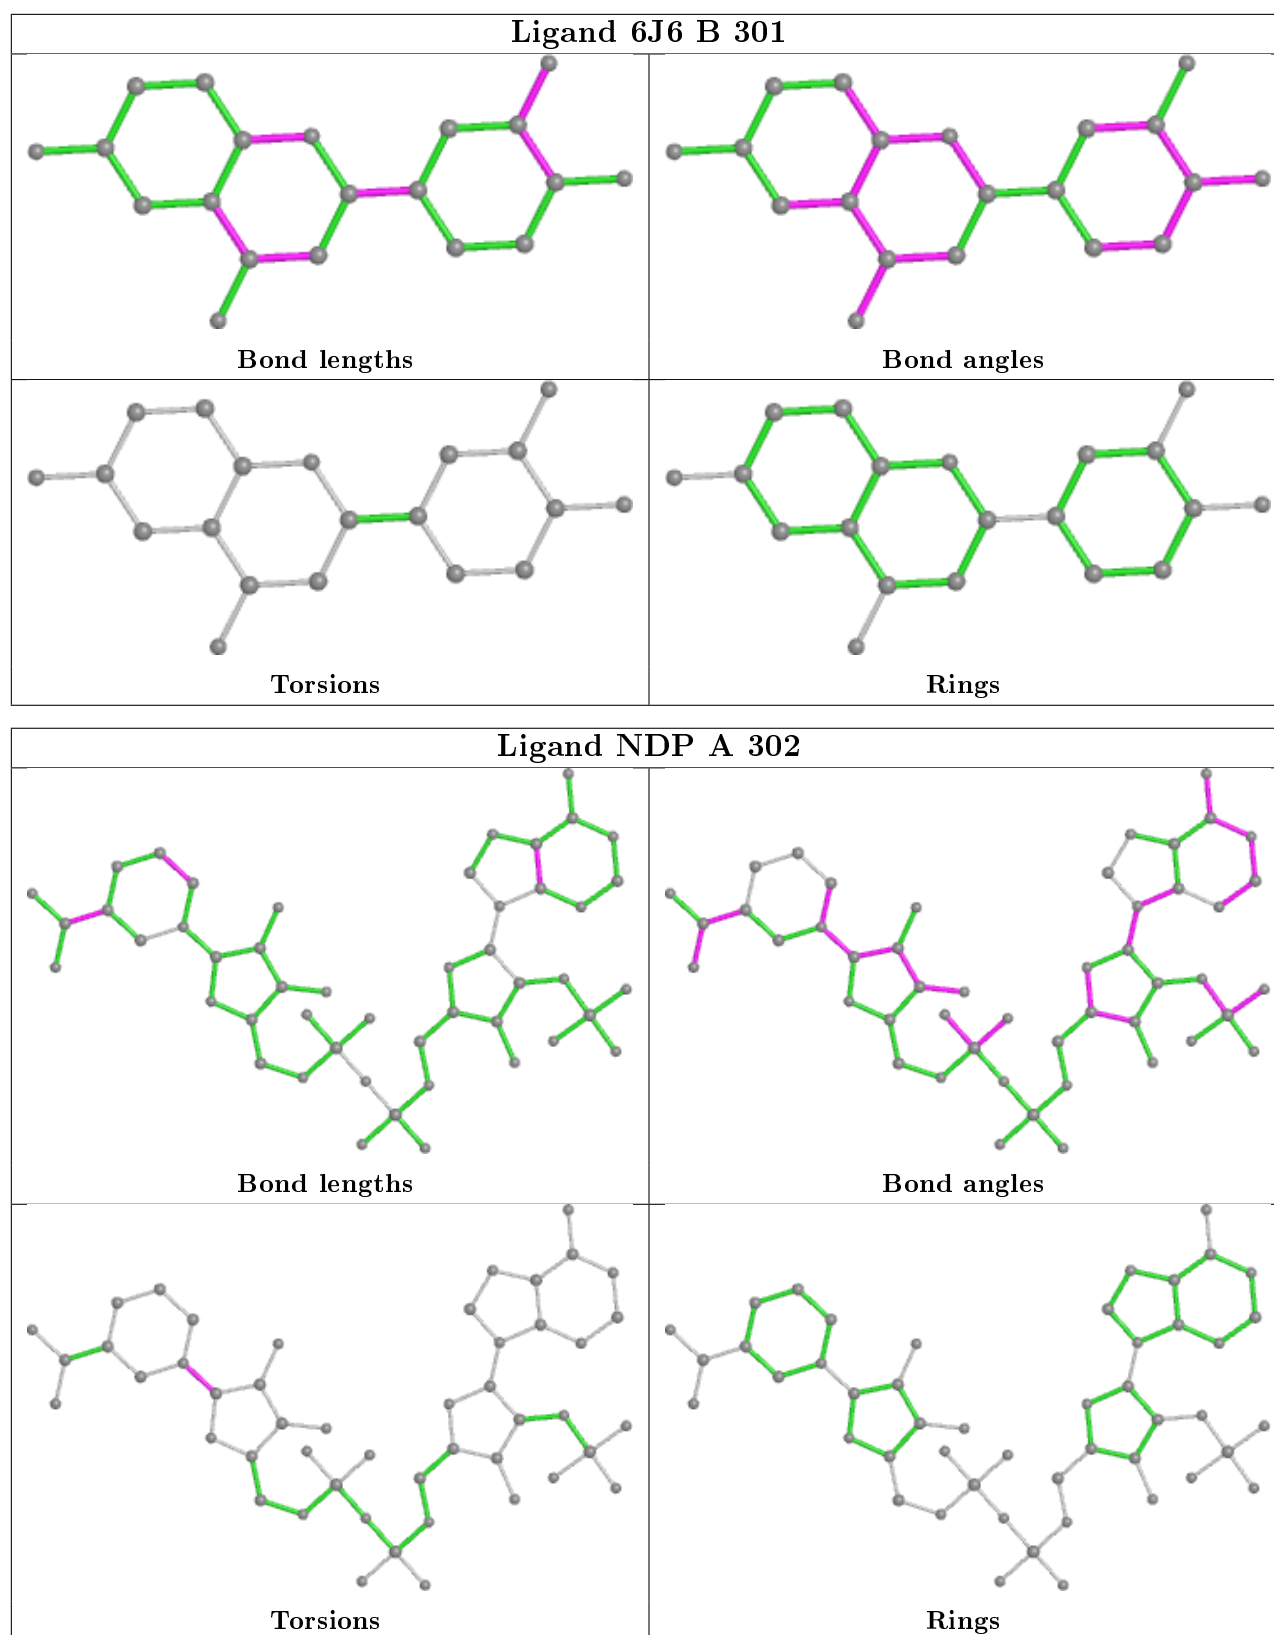 Ligand 6J6 B 301
Bond lengths
Bond angles
Torsions
Rings
Ligand NDP A 302
Bond lengths
Bond angles
Torsions
Rings